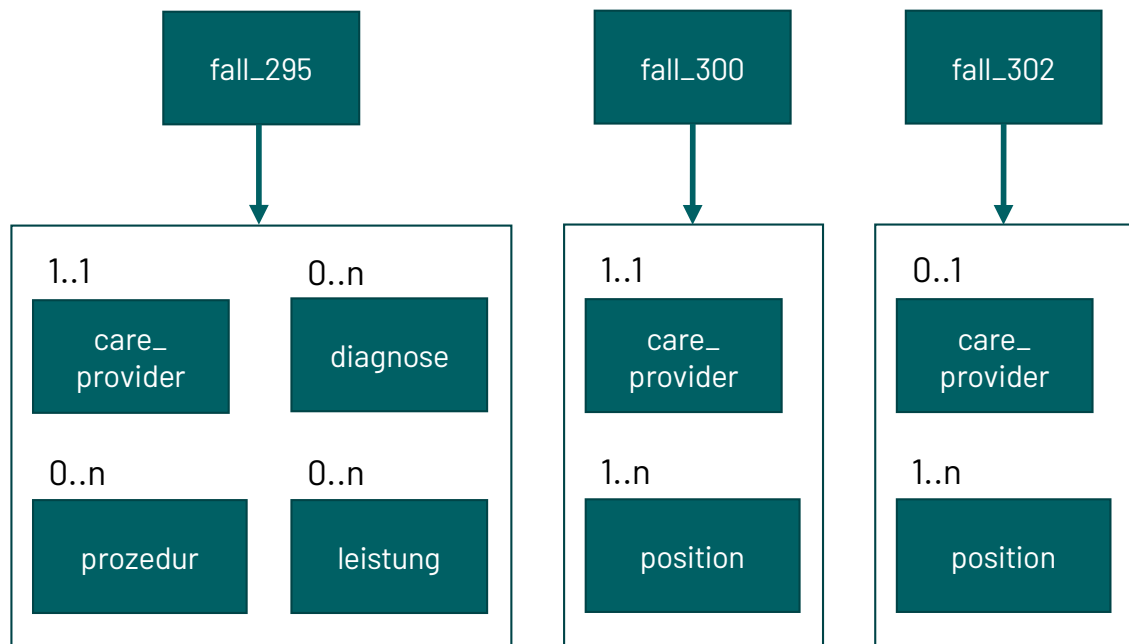 fall_295
fall_300
fall_302
1..1
0..n
care_
provider
diagnose
0..n
0..n
prozedur
leistung
1..1
care_
provider
1..n
position
0..1
care_
provider
1..n
position